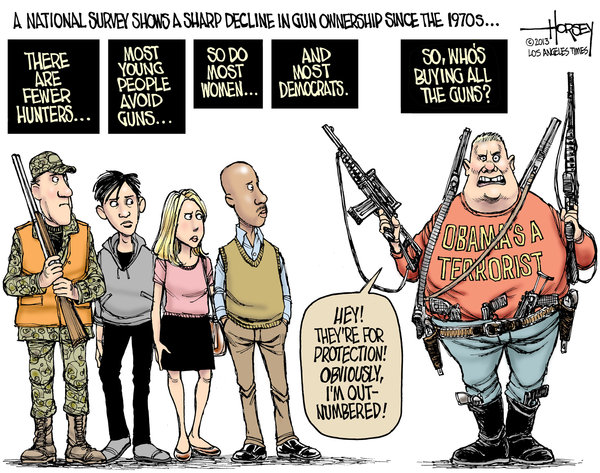 A NATIONAL SURVEY SHOWS A SHARP DECLINE IN GUN OWNERSHIP SINCE THE 1970s...
HORSEY
©2013
LOS ANGELES TIMES
THERE
ARE
FEWER
HUNTERS...
MOST
YOUNG
PEOPLE
AVOID
GUNS...
SO DO
MOST
WOMEN...
AND
MOST
DEMOCRATS.
SO, WHO'S
BUYING ALL
THE GUNS?
OBAMA'S A
TERRORIST
HEY!
THEY'RE FOR
PROTECTION!
OBVIOUSLY,
I'M OUT-
NUMBERED!